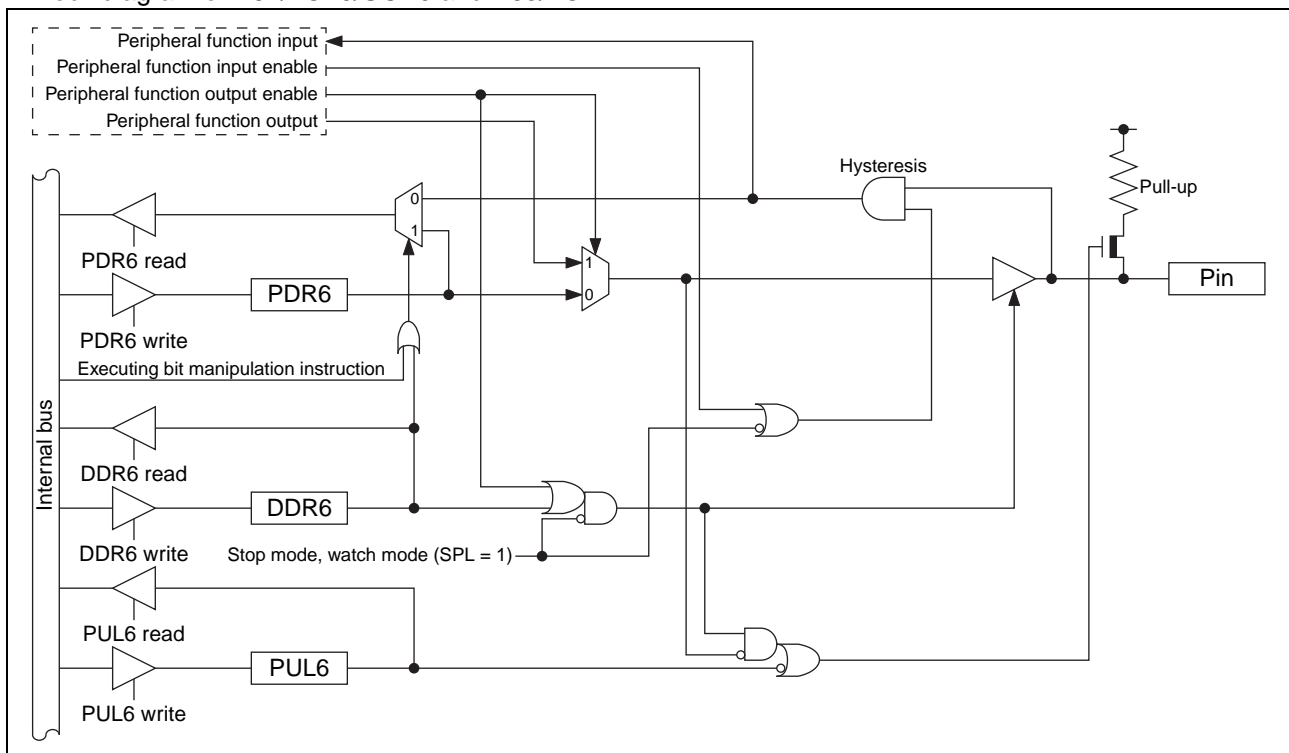 Peripheral function input
Peripheral function input enable
Peripheral function output enable
Peripheral function output
Hysteresis
Pull-up
0
1
PDR6 read
1
0
PDR6
Pin
PDR6 write
Executing bit manipulation instruction
Internal bus
DDR6 read
DDR6
DDR6 write
Stop mode, watch mode (SPL = 1)
PUL6 read
PUL6
PUL6 write